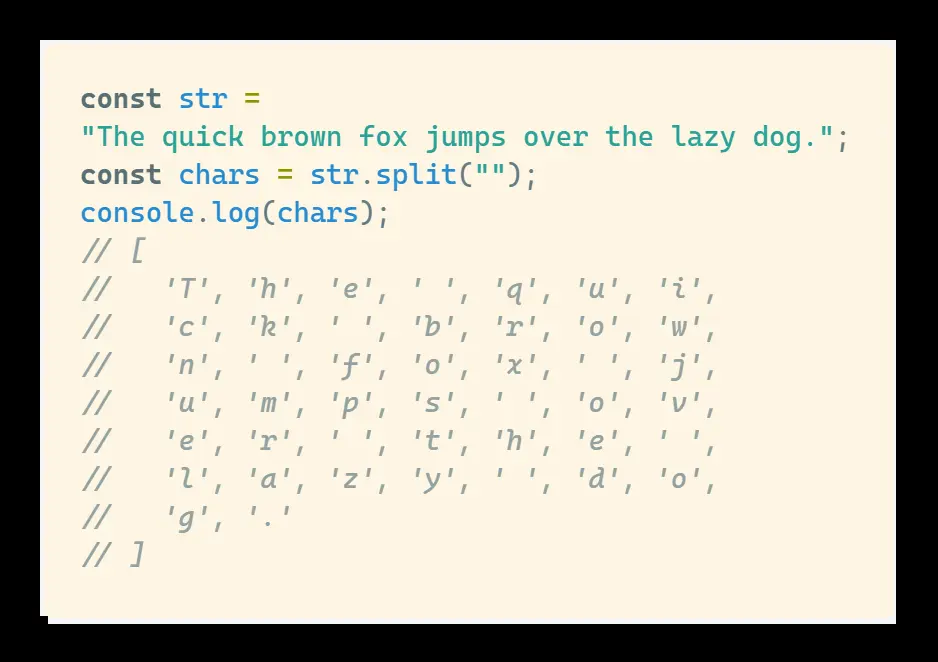 const str =
"The quick brown fox jumps over the lazy dog.";
const chars = str.split("");
console.log(chars);
// [
//   'T', 'h', 'e', ' ', 'q', 'u', 'i',
//   'c', 'k', ' ', 'b', 'r', 'o', 'w',
//   'n', ' ', 'f', 'o', 'x', ' ', 'j',
//   'u', 'm', 'p', 's', ' ', 'o', 'v',
//   'e', 'r', ' ', 't', 'h', 'e', ' ',
//   'l', 'a', 'z', 'y', ' ', 'd', 'o',
//   'g', '.'
// ]